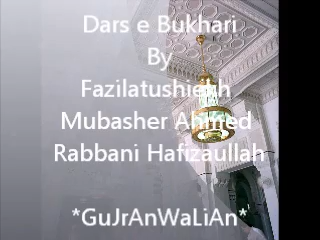 Dars e Bukhari
By
Fazilatushiekh
Mubasher Ahmed
Rabbani Hafizaullah
*GuJrAnWaLiAn*